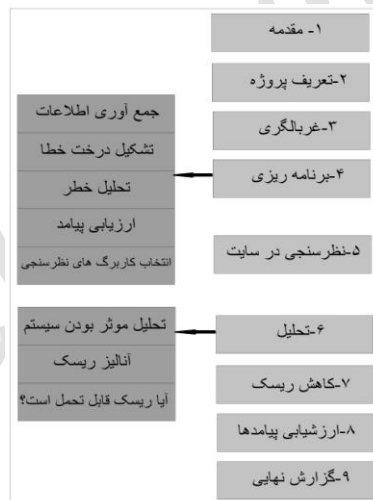 ۱- مقدمه
۲-تعریف پروژه
۳-غربالگری
۴-برنامه ریزی
جمع آوری اطلاعات
تشکیل درخت خطا
تحلیل خطر
ارزیابی پیامد
انتخاب کاربرگ های نظرسنجی
۵-نظرسنجی در سایت
۶-تحلیل
تحلیل موثر بودن سیستم
آنالیز ریسک
آیا ریسک قابل تحمل است؟
۷-کاهش ریسک
۸-ارزشیابی پیامدها
۹-گزارش نهایی